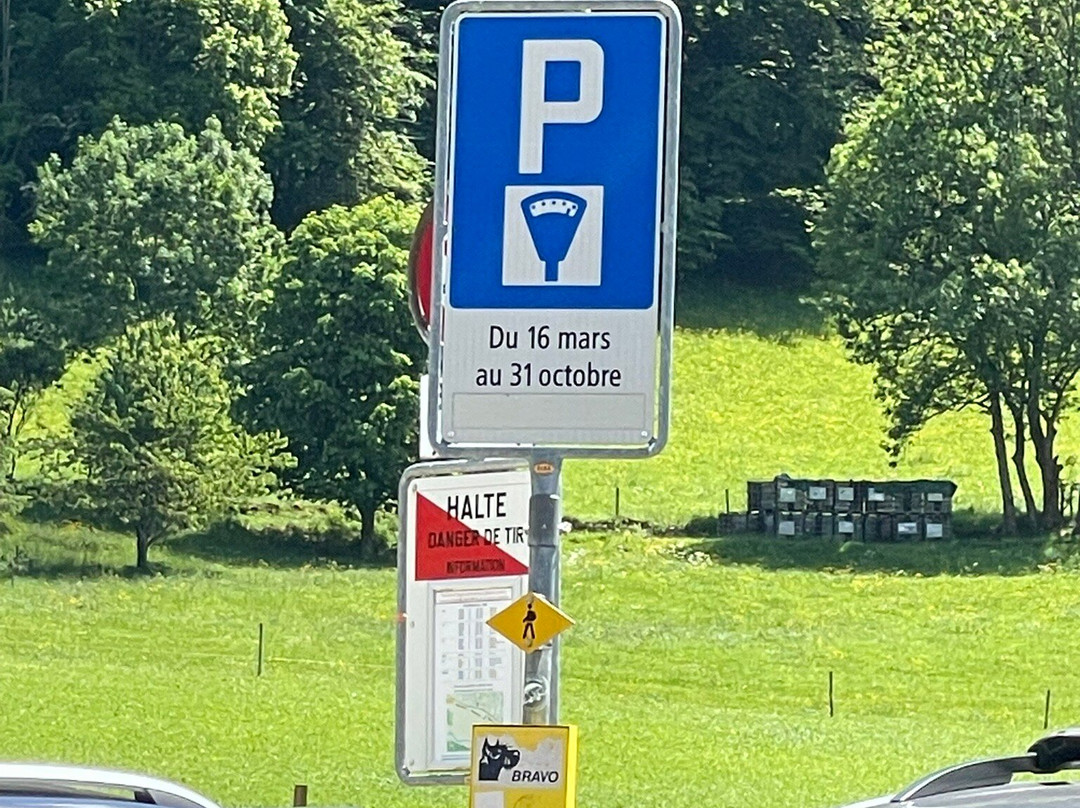 P
Du 16 mars
au 31 octobre
HALTE
DANGER DE TIR
INFORMATION
BRAVO